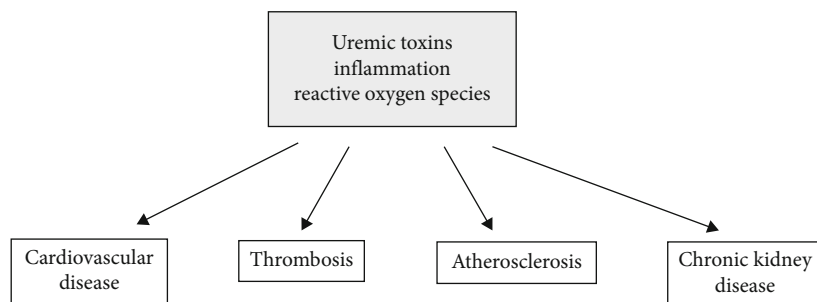 Uremic toxins
inflammation
reactive oxygen species
Cardiovascular
disease
Thrombosis
Atherosclerosis
Chronic kidney
disease